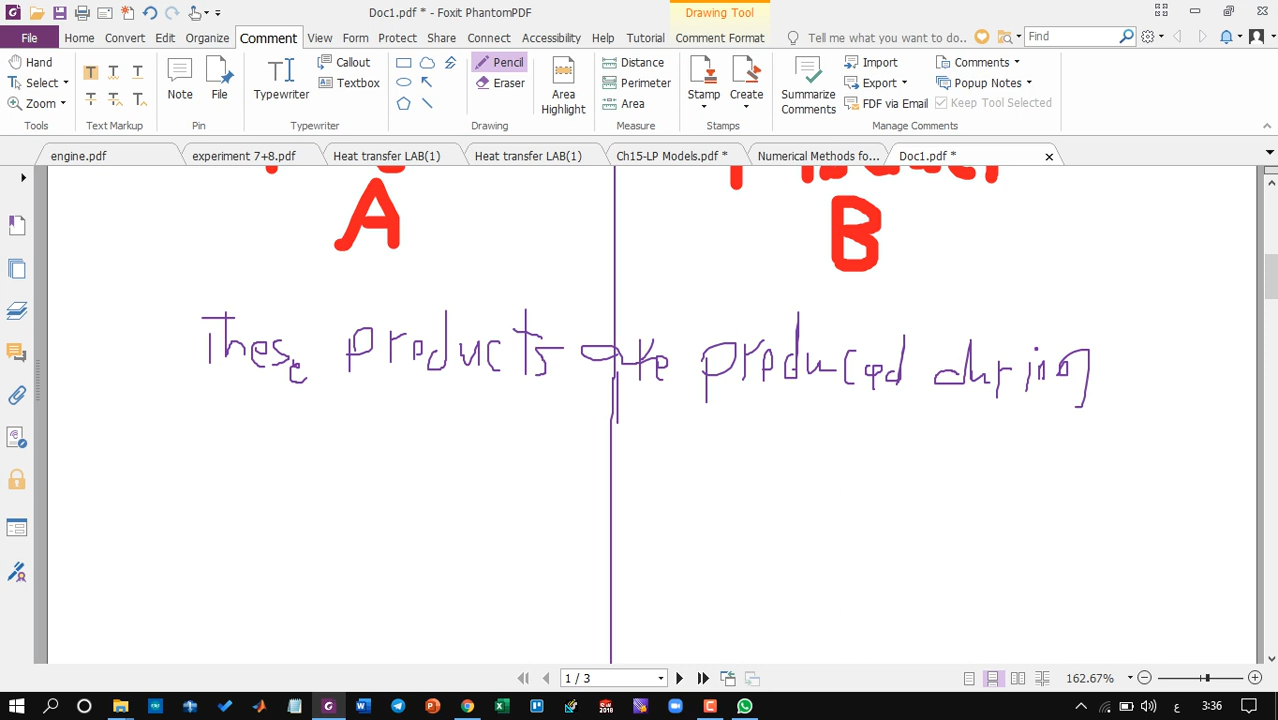 Doc1.pdf * - Foxit PhantomPDF
Drawing Tool
File Home Convert Edit Organize Comment View Form Protect Share Connect Accessibility Help Tutorial Comment Format Tell me what you want to do.. Find
Hand
Select
Zoom
Tools
T T T
Text Markup
Note
File
Pin
Typewriter
Callout
Textbox
Typewriter
Pencil
Eraser
Drawing
Area Highlight
Distance
Perimeter
Area
Measure
Stamp
Create
Stamps
Summarize Comments
Import
Export
FDF via Email
Comments
Popup Notes
Keep Tool Selected
Manage Comments
engine.pdf experiment 7+8.pdf Heat transfer LAB(1) Heat transfer LAB(1) Ch15-LP Models.pdf * Numerical Methods fo... Doc1.pdf *
A B
These products are produced during
1 / 3 162.67%
ع 3:36